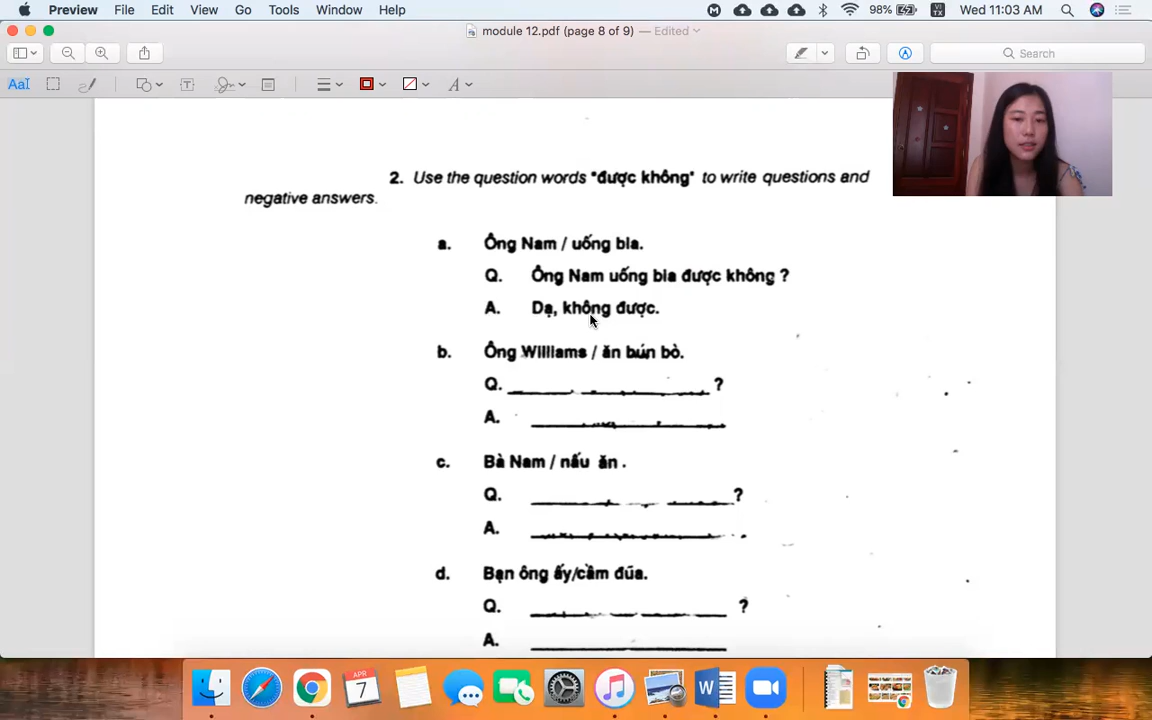 Preview File Edit View Go Tools Window Help 98% Wed 11:03 AM
module 12.pdf (page 8 of 9) — Edited
Search
2. Use the question words "được không" to write questions and
negative answers.
a. Ông Nam / uống bia.
Q. Ông Nam uống bia được không ?
A. Dạ, không được.
b. Ông Williams / ăn bún bò.
Q. ?
A.
c. Bà Nam / nấu ăn .
Q. ?
A. .
d. Bạn ông ấy/cầm đũa.
Q. ?
A.
APR
7